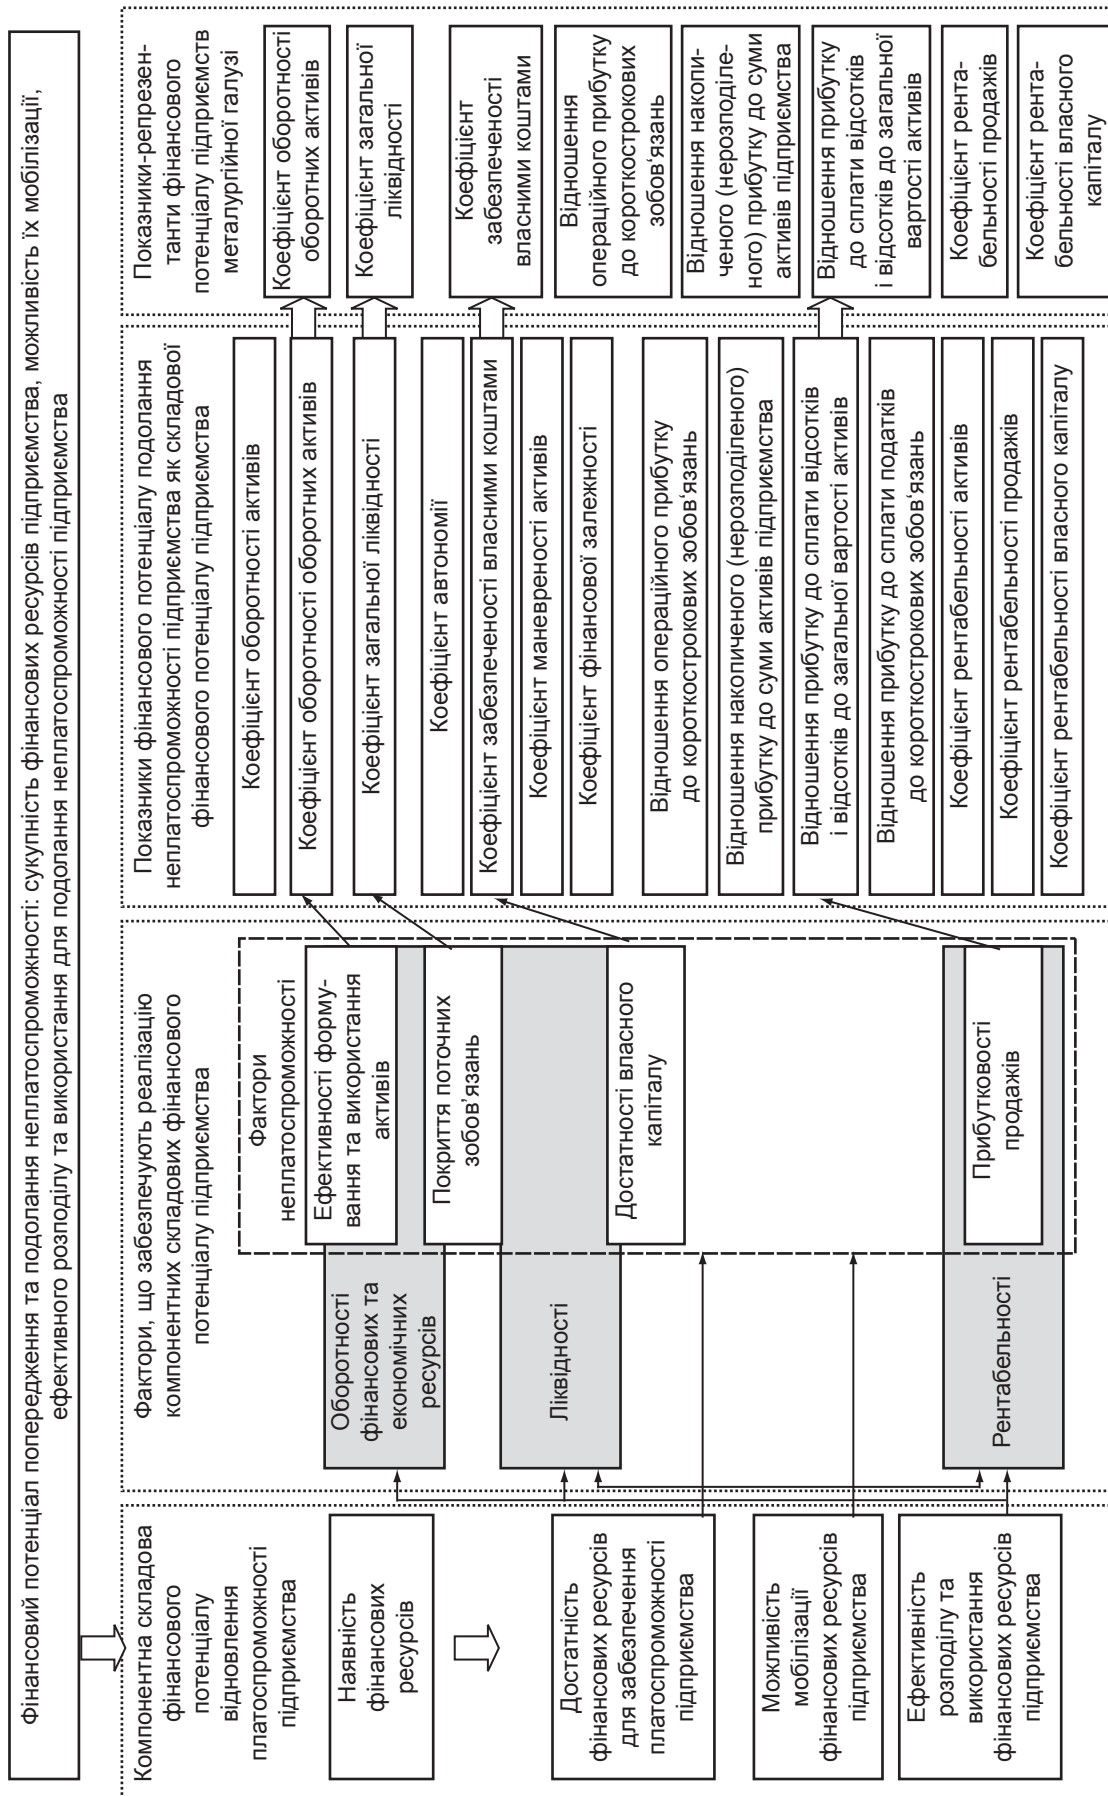 Фінансовий потенціал попередження та подолання неплатоспроможності: сукупність фінансових ресурсів підприємства, можливість їх мобілізації,
ефективного розподілу та використання для подолання неплатоспроможності підприємства
Компонентна складова
фінансового
потенціалу
відновлення
платоспроможності
підприємства
Наявність
фінансових
ресурсів
Достатність
фінансових ресурсів
для забезпечення
платоспроможності
підприємства
Можливість
мобілізації
фінансових ресурсів
підприємства
Ефективність
розподілу та
використання
фінансових ресурсів
підприємства
Фактори, що забезпечують реалізацію
компонентних складових фінансового
потенціалу підприємства
Оборотності
фінансових та
економічних
ресурсів
Ліквідності
Рентабельності
Фактори
неплатоспроможності
Ефективності форму-
вання та використання
активів
Покриття поточних
зобов'язань
Достатності власного
капіталу
Прибутковості
продажів
Показники фінансового потенціалу подолання
неплатоспроможності підприємства як складової
фінансового потенціалу підприємства
Коефіцієнт оборотності активів
Коефіцієнт оборотності оборотних активів
Коефіцієнт загальної ліквідності
Коефіцієнт автономії
Коефіцієнт забезпеченості власними коштами
Коефіцієнт маневреності активів
Коефіцієнт фінансової залежності
Відношення операційного прибутку
до короткострокових зобов'язань
Відношення накопиченого (нерозподіленого)
прибутку до суми активів підприємства
Відношення прибутку до сплати відсотків
і відсотків до загальної вартості активів
Відношення прибутку до сплати податків
до короткострокових зобов'язань
Коефіцієнт рентабельності активів
Коефіцієнт рентабельності продажів
Коефіцієнт рентабельності власного капіталу
Показники-репрезен-
танти фінансового
потенціалу підприємств
металургійної галузі
Коефіцієнт оборотності
оборотних активів
Коефіцієнт загальної
ліквідності
Коефіцієнт
забезпеченості
власними коштами
Відношення
операційного прибутку
до короткострокових
зобов'язань
Відношення накопи-
ченого (нерозподіле-
ного) прибутку до суми
активів підприємства
Відношення прибутку
до сплати відсотків
і відсотків до загальної
вартості активів
Коефіцієнт рента-
бельності продажів
Коефіцієнт рента-
бельності власного
капіталу